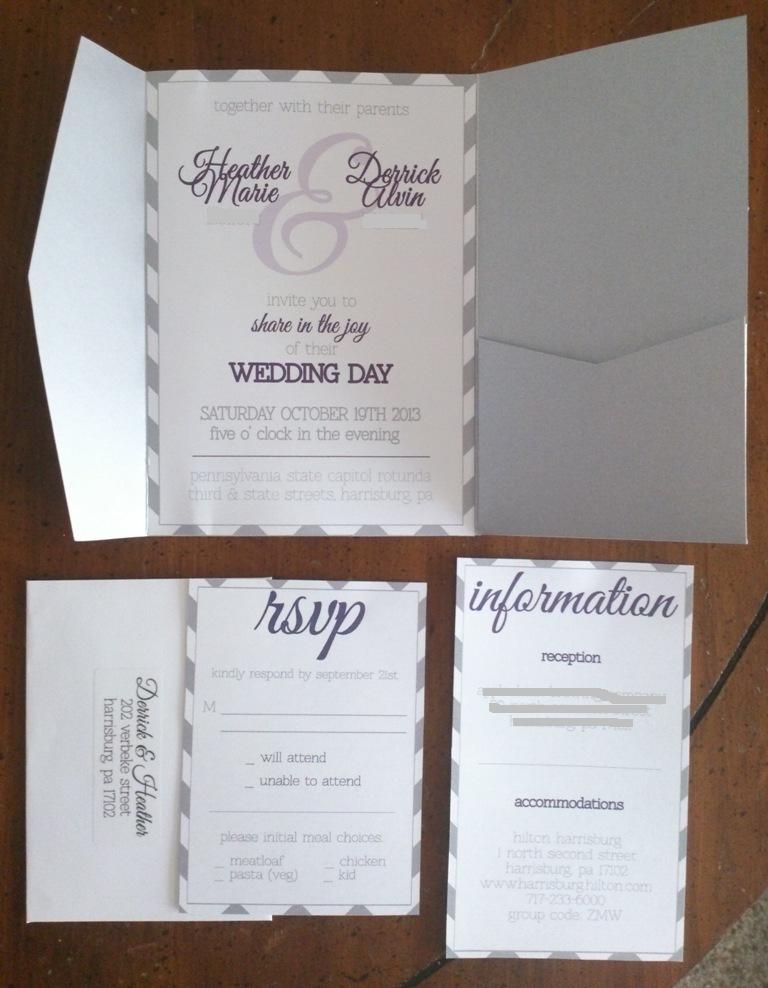 together with their parents
Heather
Marie
&
Derrick
Alvin
invite you to
share in the joy
of their
WEDDING DAY
SATURDAY OCTOBER 19TH 2013
five o' clock in the evening
pennsylvania state capitol rotunda
third & state streets, harrisburg, pa
Derrick & Heather
202 verbeke street
harrisburg, pa 17102
rsvp
kindly respond by september 21st.
M
_ will attend
_ unable to attend
please initial meal choices.
_ meatloaf _ chicken
_ pasta (veg) _ kid
information
reception
accommodations
hilton harrisburg
1 north second street
harrisburg, pa 17102
www.harrisburg.hilton.com
717-233-6000
group code: ZMW